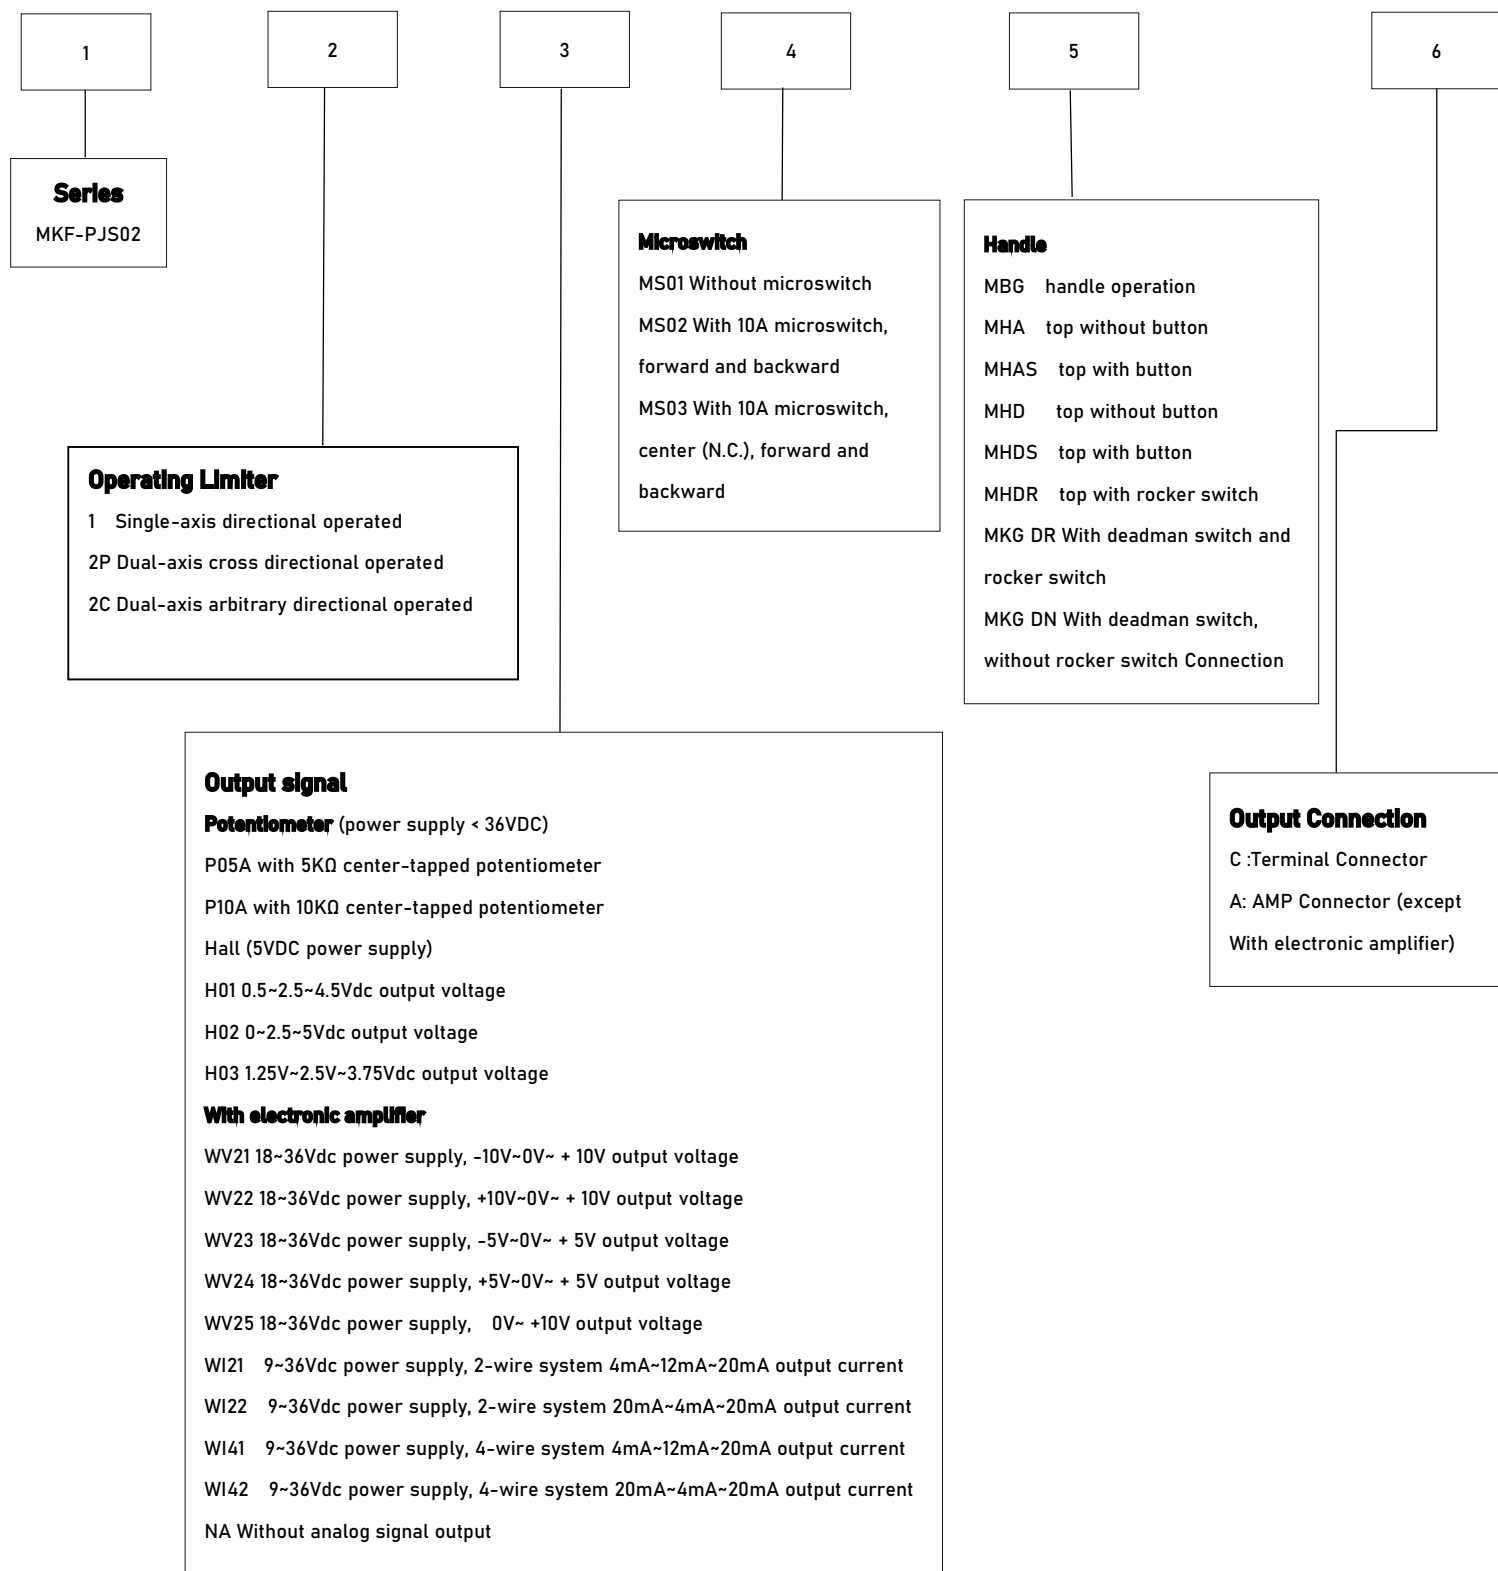 1
2
3
4
5
6
Series
MKF-PJS02
Operating Limiter
1 Single-axis directional operated
2P Dual-axis cross directional operated
2C Dual-axis arbitrary directional operated
Microswitch
MS01 Without microswitch
MS02 With 10A microswitch,
forward and backward
MS03 With 10A microswitch,
center (N.C.), forward and
backward
Handle
MBG handle operation
MHA top without button
MHAS top with button
MHD top without button
MHDS top with button
MHDR top with rocker switch
MKG DR With deadman switch and
rocker switch
MKG DN With deadman switch,
without rocker switch Connection
Output signal
Potentiometer (power supply < 36VDC)
P05A with 5KΩ center-tapped potentiometer
P10A with 10KΩ center-tapped potentiometer
Hall (5VDC power supply)
H01 0.5~2.5~4.5Vdc output voltage
H02 0~2.5~5Vdc output voltage
H03 1.25V~2.5V~3.75Vdc output voltage
With electronic amplifier
WV21 18~36Vdc power supply, -10V~0V~ + 10V output voltage
WV22 18~36Vdc power supply, +10V~0V~ + 10V output voltage
WV23 18~36Vdc power supply, -5V~0V~ + 5V output voltage
WV24 18~36Vdc power supply, +5V~0V~ + 5V output voltage
WV25 18~36Vdc power supply, 0V~ +10V output voltage
WI21 9~36Vdc power supply, 2-wire system 4mA~12mA~20mA output current
WI22 9~36Vdc power supply, 2-wire system 20mA~4mA~20mA output current
WI41 9~36Vdc power supply, 4-wire system 4mA~12mA~20mA output current
WI42 9~36Vdc power supply, 4-wire system 20mA~4mA~20mA output current
NA Without analog signal output
Output Connection
C :Terminal Connector
A: AMP Connector (except
With electronic amplifier)